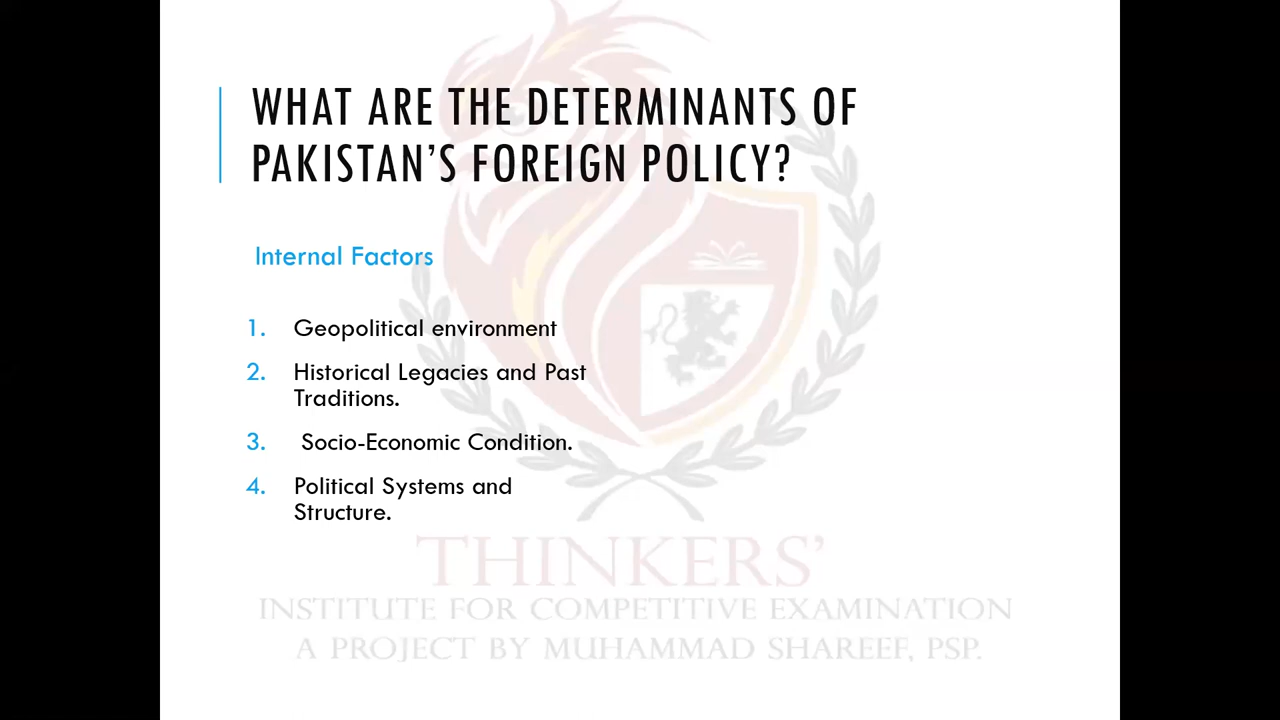 WHAT ARE THE DETERMINANTS OF
PAKISTAN’S FOREIGN POLICY?
Internal Factors
1. Geopolitical environment
2. Historical Legacies and Past
Traditions.
3. Socio-Economic Condition.
4. Political Systems and
Structure.
THINKERS’
INSTITUTE FOR COMPETITIVE EXAMINATION
A PROJECT BY MUHAMMAD SHAREEF, PSP.